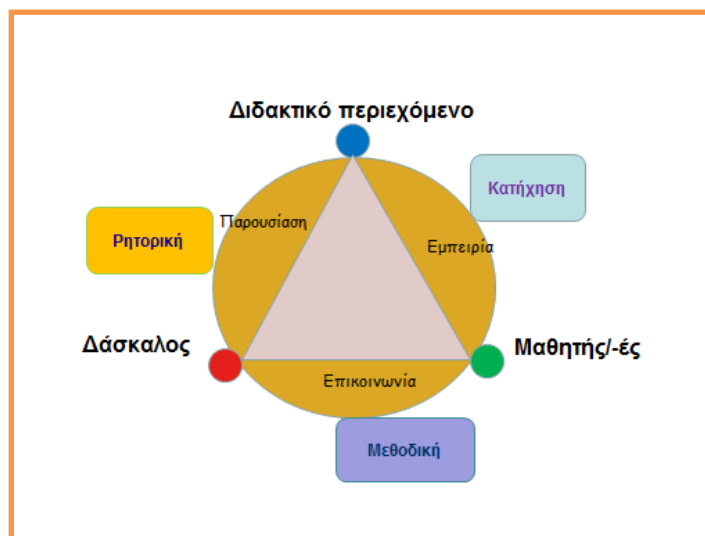 Διδακτικό περιεχόμενο
Κατήχηση
Παρουσίαση
Ρητορική
Εμπειρία
Δάσκαλος
Μαθητής/-ές
Επικοινωνία
Μεθοδική